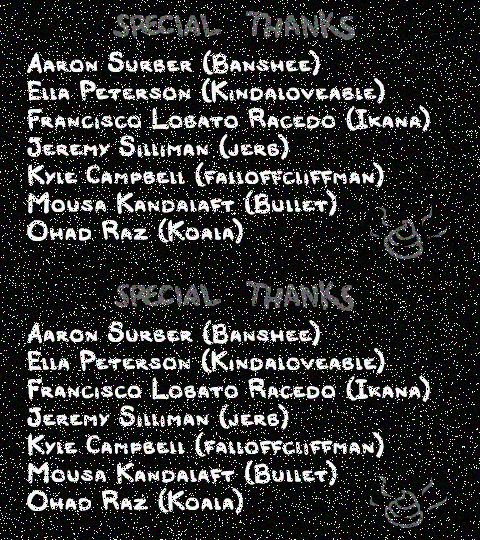 SPECIAL THANKS
AARON SURBER (BANSHEE)
ELLA PETERSON (KINDALOVEABLE)
FRANCISCO LOBATO RACEDO (IKANA)
JEREMY SILLIMAN (JERB)
KYLE CAMPBELL (FALLOFFCLIFFMAN)
MOUSA KANDALAFT (BULLET)
OHAD RAZ (KOALA)
SPECIAL THANKS
AARON SURBER (BANSHEE)
ELLA PETERSON (KINDALOVEABLE)
FRANCISCO LOBATO RACEDO (IKANA)
JEREMY SILLIMAN (JERB)
KYLE CAMPBELL (FALLOFFCLIFFMAN)
MOUSA KANDALAFT (BULLET)
OHAD RAZ (KOALA)